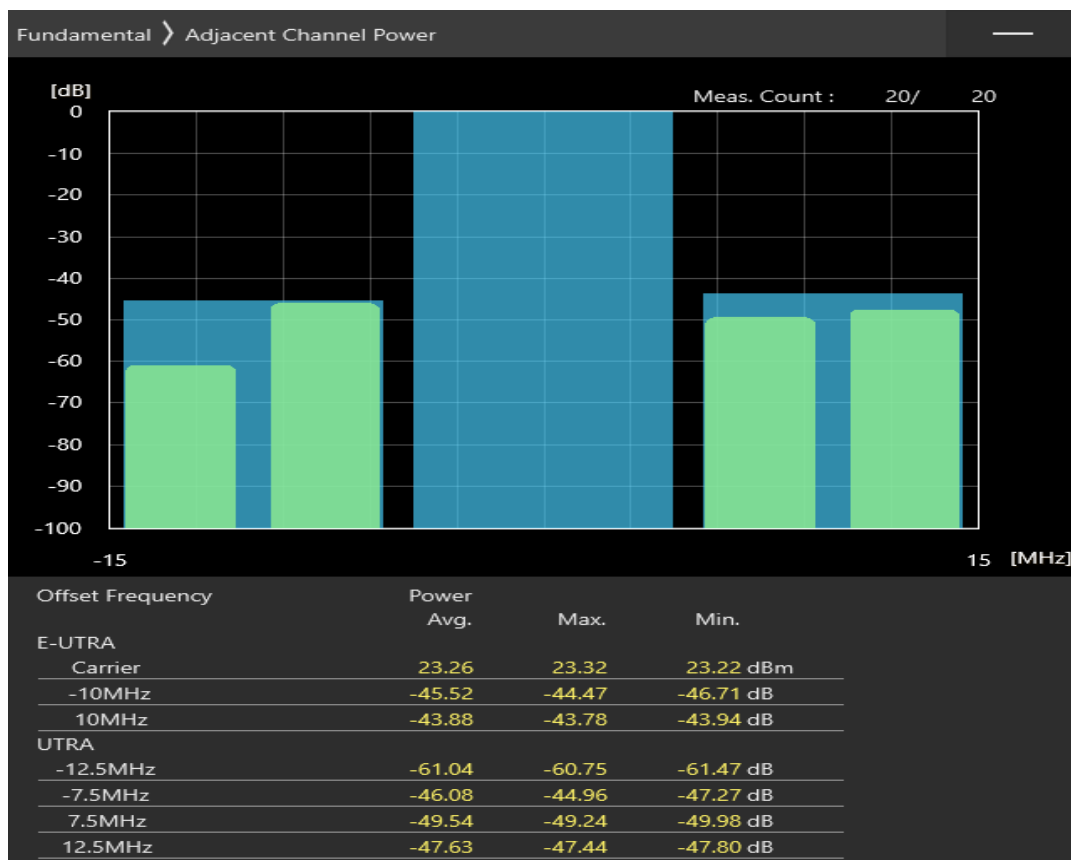 Fundamental ❯ Adjacent Channel Power
[dB]
Meas. Count : 20/ 20
0
-10
-20
-30
-40
-50
-60
-70
-80
-90
-100
-15 15 [MHz]
Offset Frequency Power
Avg. Max. Min.
E-UTRA
Carrier 23.26 23.32 23.22 dBm
-10MHz -45.52 -44.47 -46.71 dB
10MHz -43.88 -43.78 -43.94 dB
UTRA
-12.5MHz -61.04 -60.75 -61.47 dB
-7.5MHz -46.08 -44.96 -47.27 dB
7.5MHz -49.54 -49.24 -49.98 dB
12.5MHz -47.63 -47.44 -47.80 dB